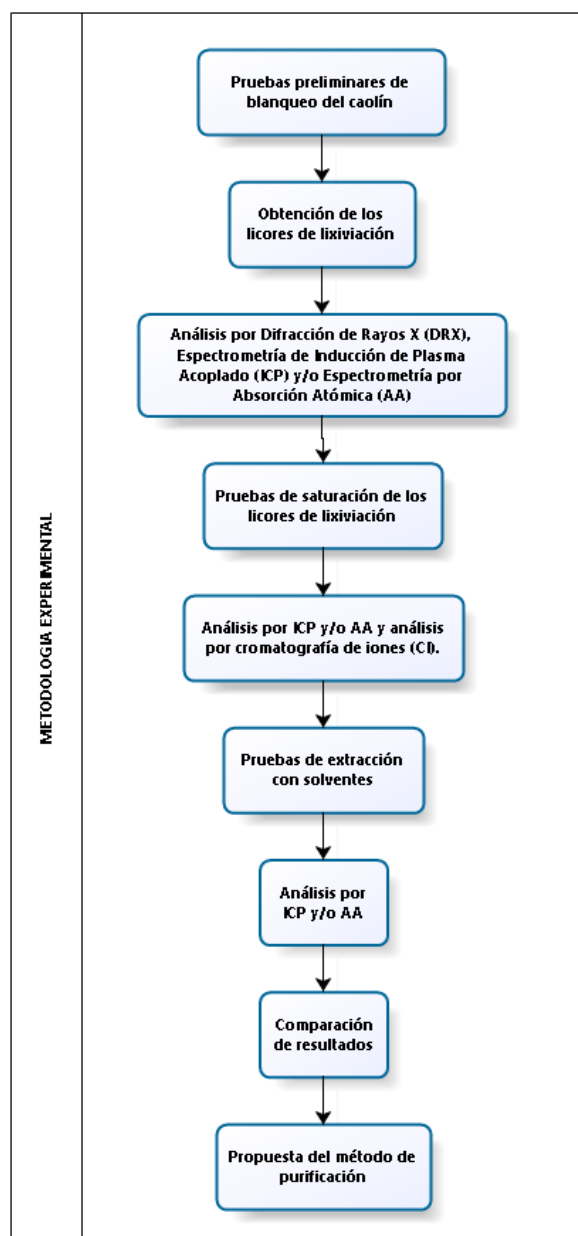 METODOLOGIA EXPERIMENTAL
Pruebas preliminares de
blanqueo del caolín
Obtención de los
licores de lixiviación
Análisis por Difracción de Rayos X (DRX),
Espectrometría de Inducción de Plasma
Acoplado (ICP) y/o Espectrometría por
Absorción Atómica (AA)
Pruebas de saturación de los
licores de lixiviación
Análisis por ICP y/o AA y análisis
por cromatografía de iones (CI).
Pruebas de extracción
con solventes
Análisis por
ICP y/o AA
Comparación
de resultados
Propuesta del método de
purificación